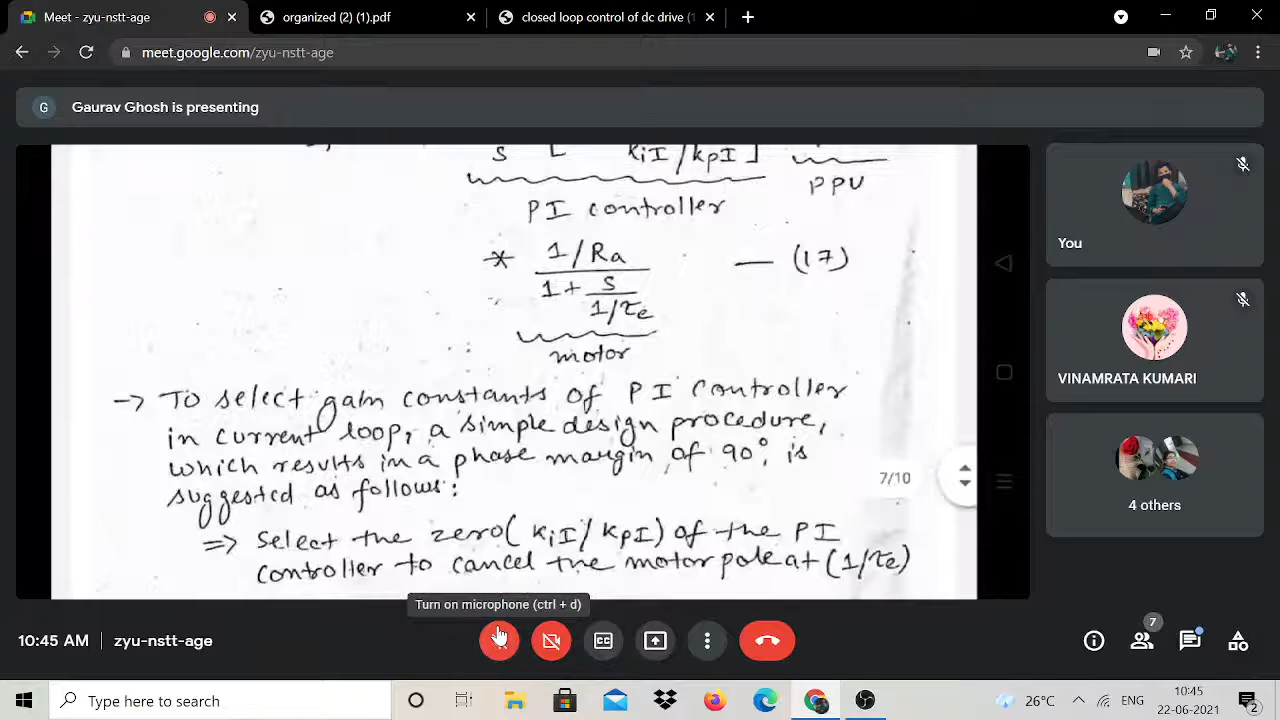 Meet - zyu-nstt-age
organized (2) (1).pdf
closed loop control of dc drive (1
meet.google.com/zyu-nstt-age
G Gaurav Ghosh is presenting
S [ KiI/KpI ]
PPU
PI controller
* 1/Ra — (17)
1 + S
1/τe
motor
→ To select gain constants of PI controller
in current loop, a simple design procedure,
which results in a phase margin of 90°, is
suggested as follows:
7/10
⇒ Select the zero (KiI/KpI) of the PI
controller to cancel the motor pole at (1/τe)
You
VINAMRATA KUMARI
4 others
Turn on microphone (ctrl + d)
10:45 AM zyu-nstt-age
7
Type here to search
26°C
ENG
10:45
22-06-2021
2